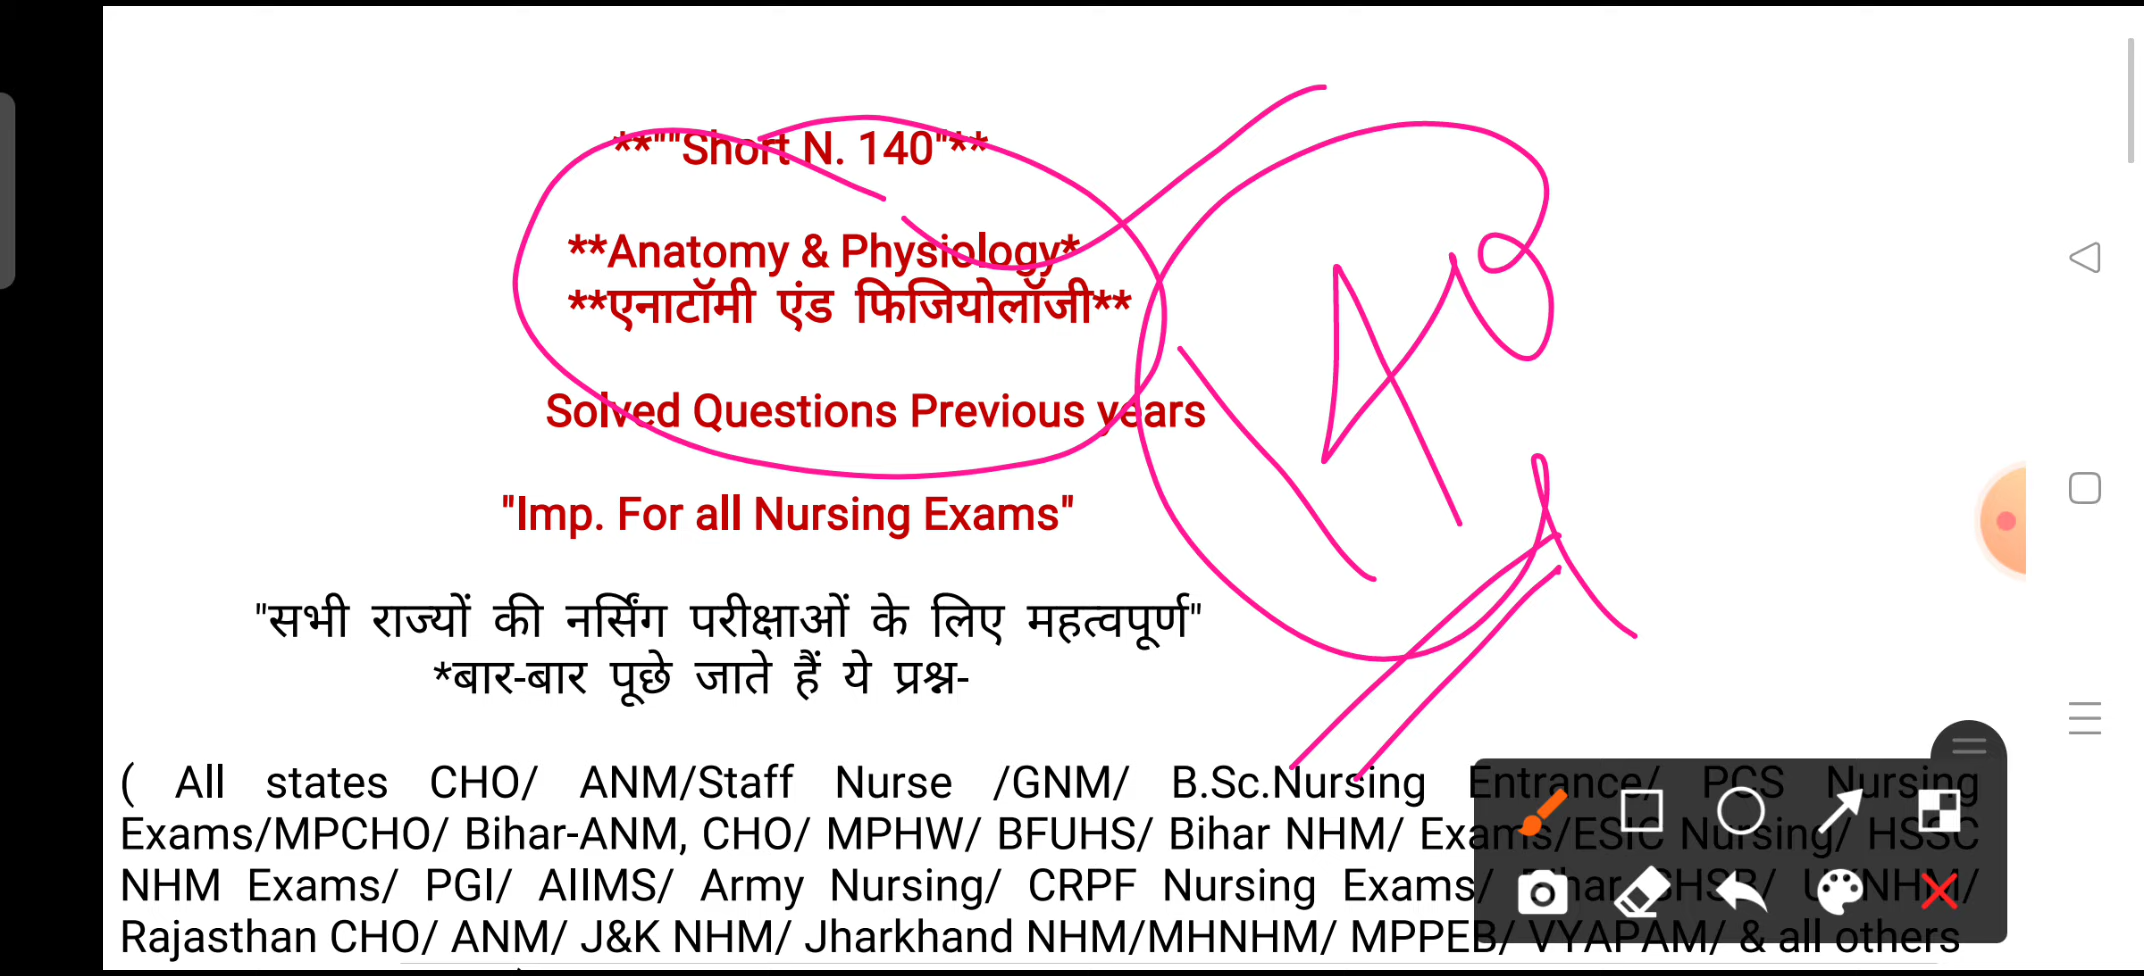 **"""Short N. 140"**
**Anatomy & Physiology*
**एनाटॉमी एंड फिजियोलॉजी**
Solved Questions Previous years
"Imp. For all Nursing Exams"
"सभी राज्यों की नर्सिंग परीक्षाओं के लिए महत्वपूर्ण"
*बार-बार पूछे जाते हैं ये प्रश्न-
( All states CHO/ ANM/Staff Nurse /GNM/ B.Sc.Nursing Entrance/ PCS Nursing
Exams/MPCHO/ Bihar-ANM, CHO/ MPHW/ BFUHS/ Bihar NHM/ Exams/ESIC Nursing/ HSSC
NHM Exams/ PGI/ AIIMS/ Army Nursing/ CRPF Nursing Exams/
Rajasthan CHO/ ANM/ J&K NHM/ Jharkhand NHM/MHNHM/ MPPEB/ VYAPAM/ & all others